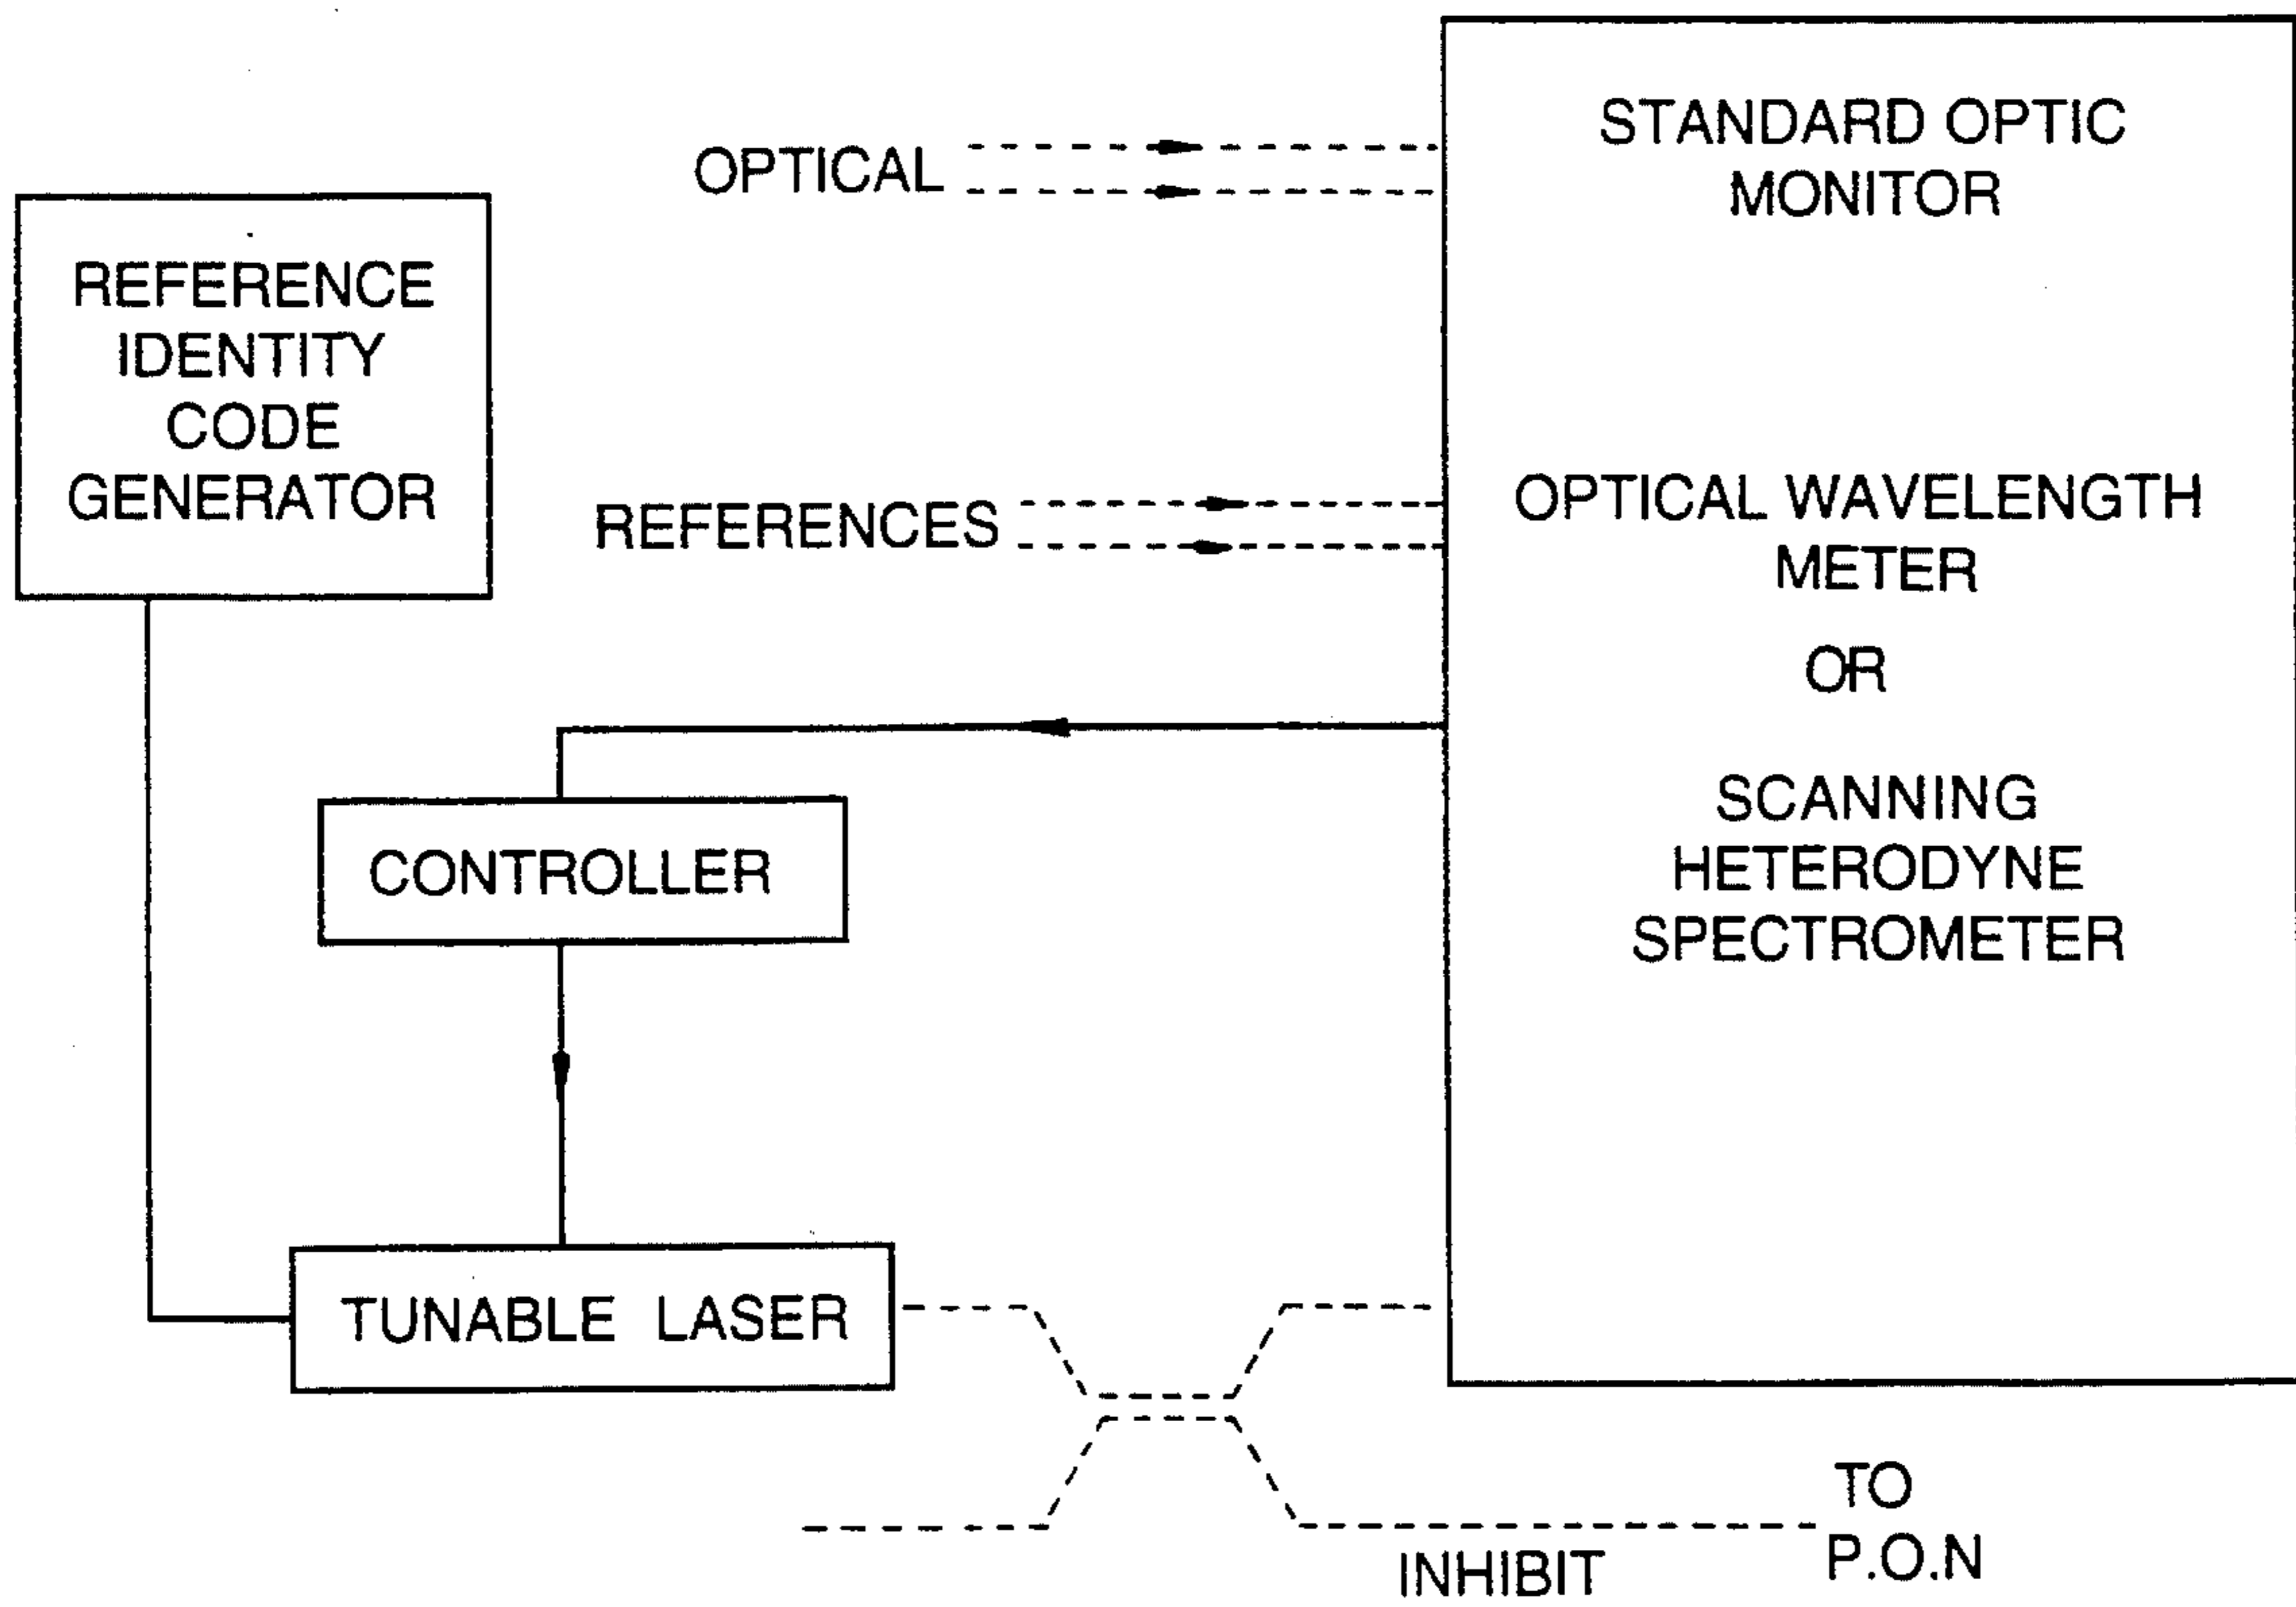 REFERENCE
IDENTITY
CODE
GENERATOR
OPTICAL
REFERENCES
STANDARD OPTIC
MONITOR
OPTICAL WAVELENGTH
METER
OR
SCANNING
HETERODYNE
SPECTROMETER
CONTROLLER
TUNABLE LASER
INHIBIT
TO
P.O.N